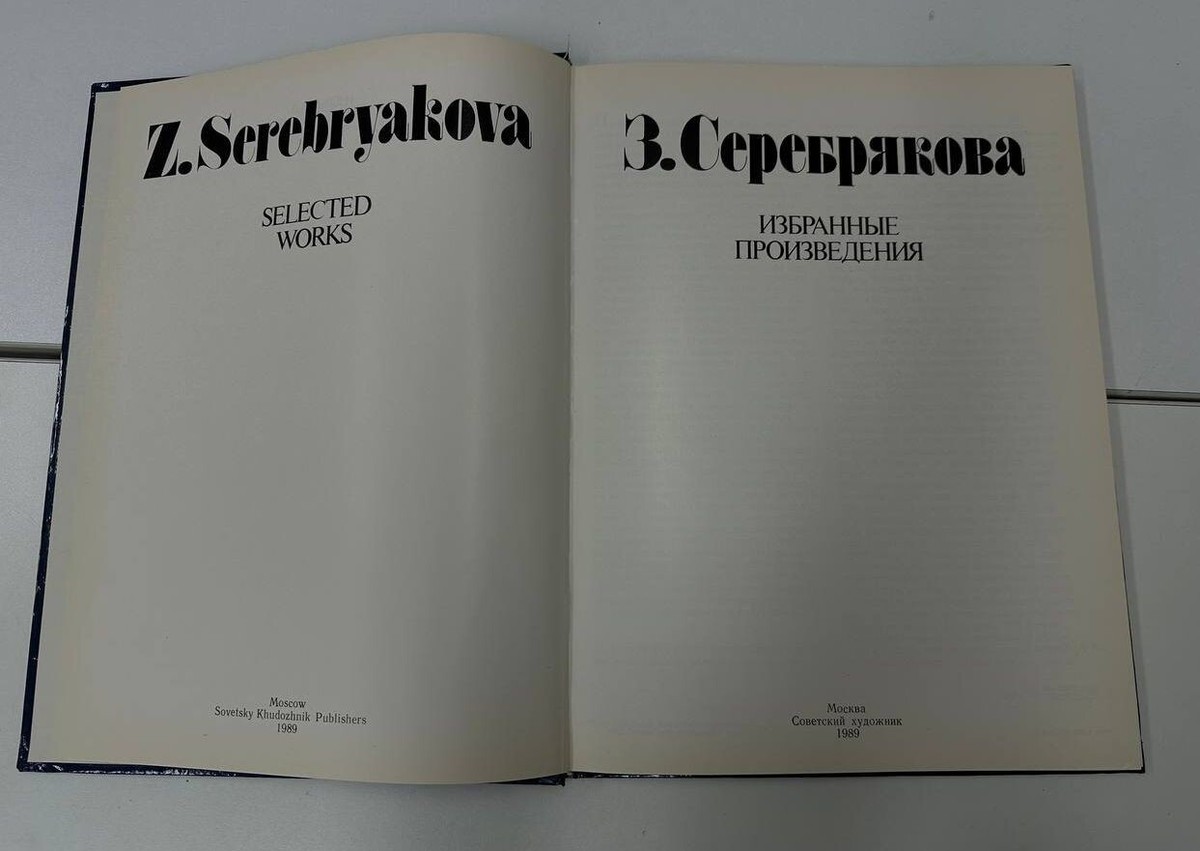 Z. Serebryakova
SELECTED
WORKS
Moscow
Sovetsky Khudozhnik Publishers
1989
З. Серебрякова
ИЗБРАННЫЕ
ПРОИЗВЕДЕНИЯ
Москва
Советский художник
1989